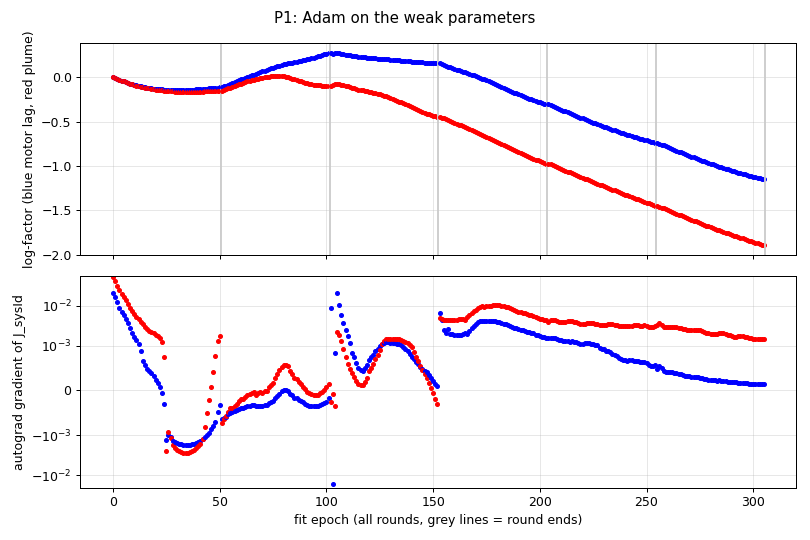 P1: Adam on the weak parameters
log-factor (blue motor lag, red plume)
0.0
−0.5
−1.0
−1.5
−2.0
autograd gradient of J_sysid
10⁻²
10⁻³
0
−10⁻³
−10⁻²
0 50 100 150 200 250 300
fit epoch (all rounds, grey lines = round ends)